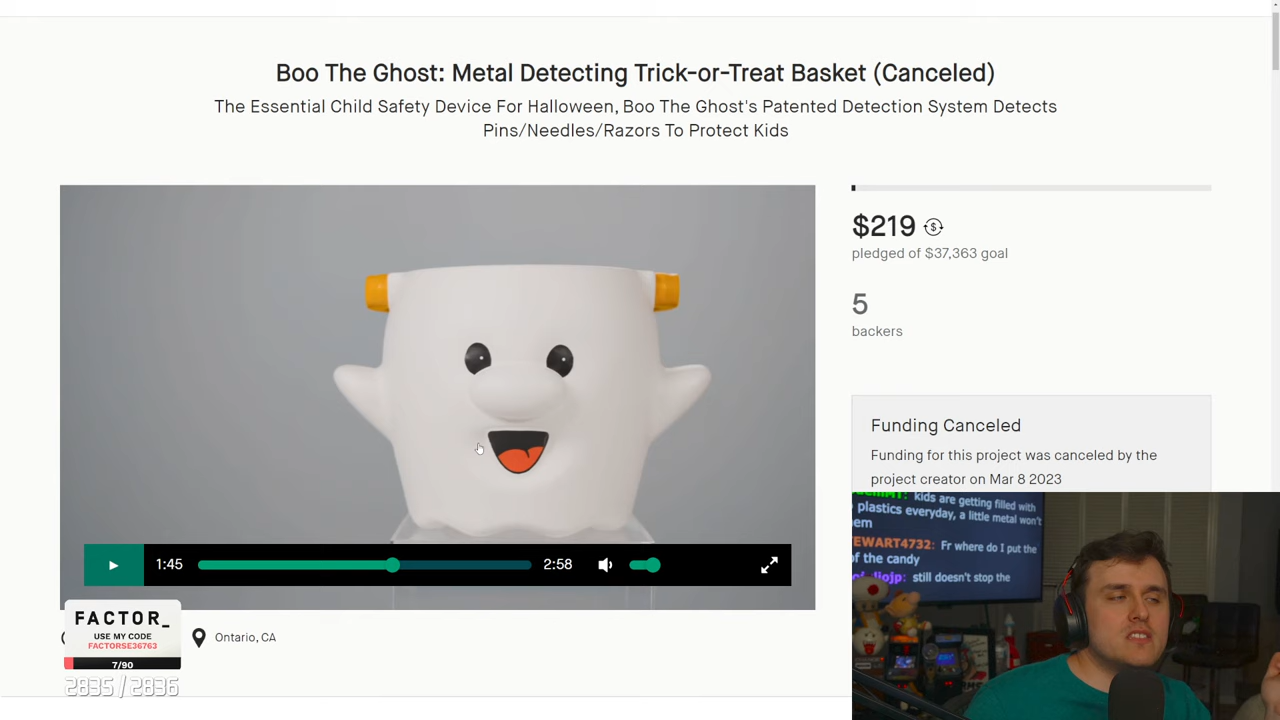 Boo The Ghost: Metal Detecting Trick-or-Treat Basket (Canceled)
The Essential Child Safety Device For Halloween, Boo The Ghost's Patented Detection System Detects
Pins/Needles/Razors To Protect Kids
$219
pledged of $37,363 goal
5
backers
Funding Canceled
Funding for this project was canceled by the
project creator on Mar 8 2023
1:45
2:58
FACTOR_
USE MY CODE
FACTORSE36763
7/90
2835 / 2836
Ontario, CA
kids are getting filled with
plastics everyday, a little metal won't
EWART4732: Fr where do I put the
of the candy
still doesn't stop the